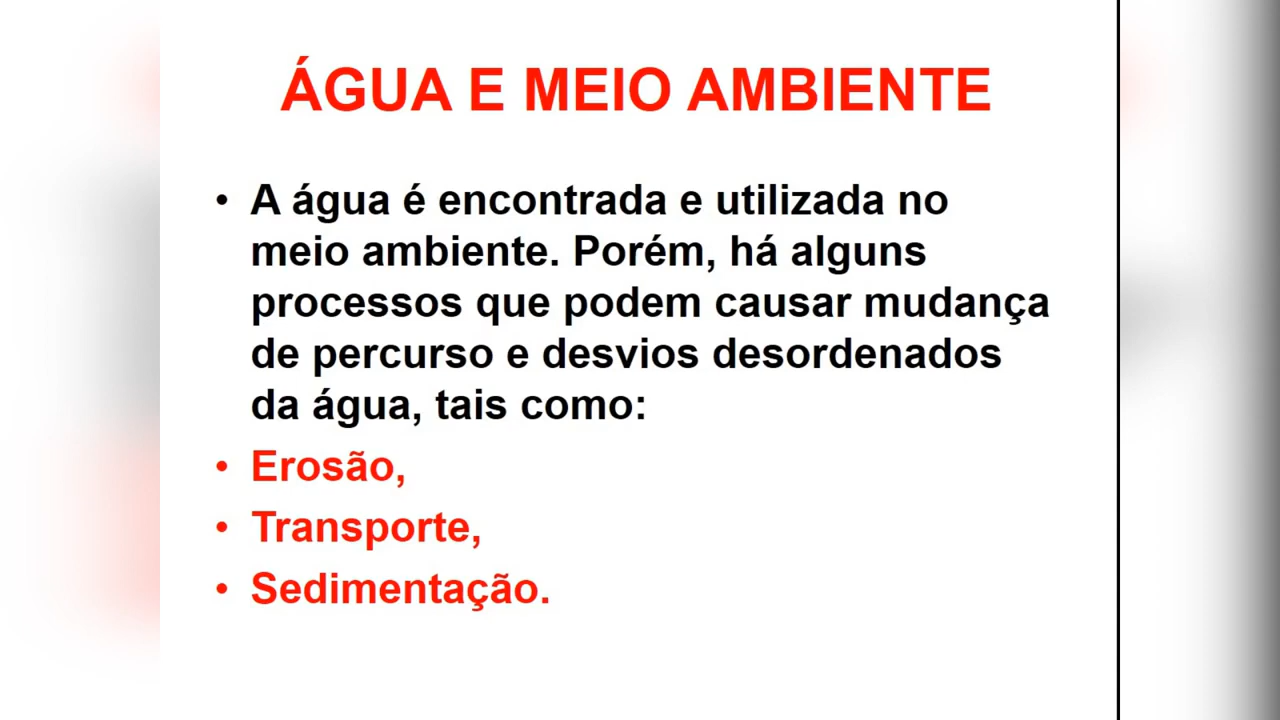 ÁGUA E MEIO AMBIENTE
• A água é encontrada e utilizada no
meio ambiente. Porém, há alguns
processos que podem causar mudança
de percurso e desvios desordenados
da água, tais como:
• Erosão,
• Transporte,
• Sedimentação.